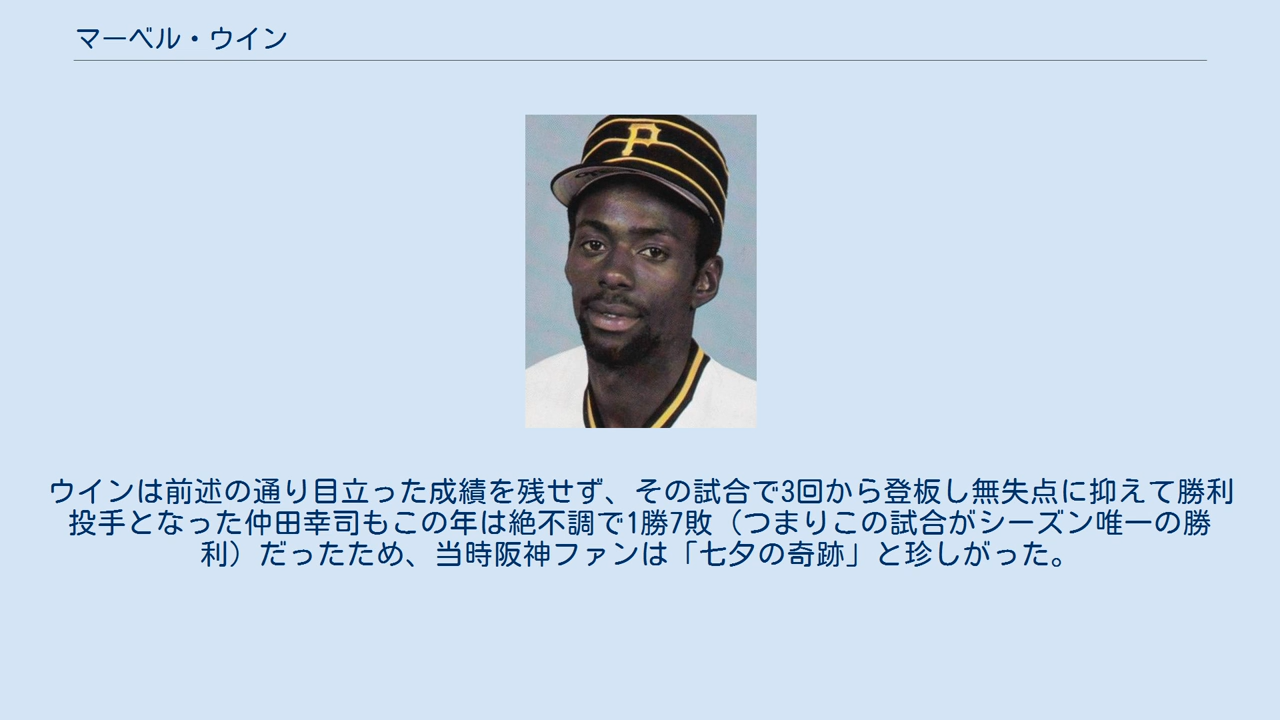 マーベル・ウイン
P
ウインは前述の通り目立った成績を残せず、その試合で3回から登板し無失点に抑えて勝利
投手となった仲田幸司もこの年は絶不調で1勝7敗（つまりこの試合がシーズン唯一の勝
利）だったため、当時阪神ファンは「七夕の奇跡」と珍しがった。